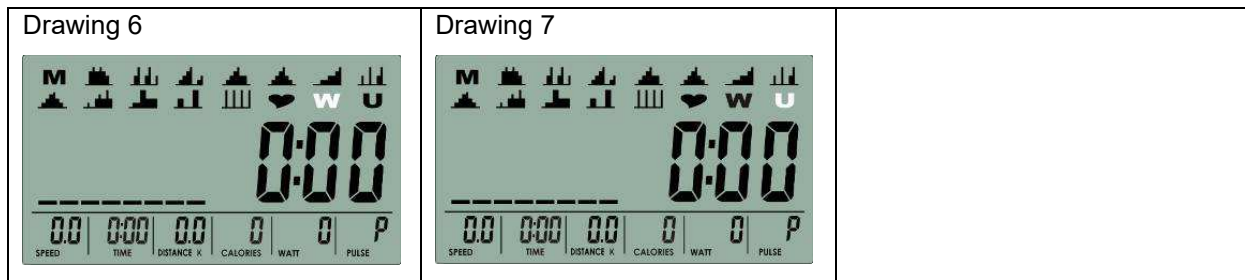 Drawing 6
M
W U
0:00
0.0 0:00 0.0 0 0 P
SPEED TIME DISTANCE K CALORIES WATT PULSE
Drawing 7
M
W U
0:00
0.0 0:00 0.0 0 0 P
SPEED TIME DISTANCE K CALORIES WATT PULSE